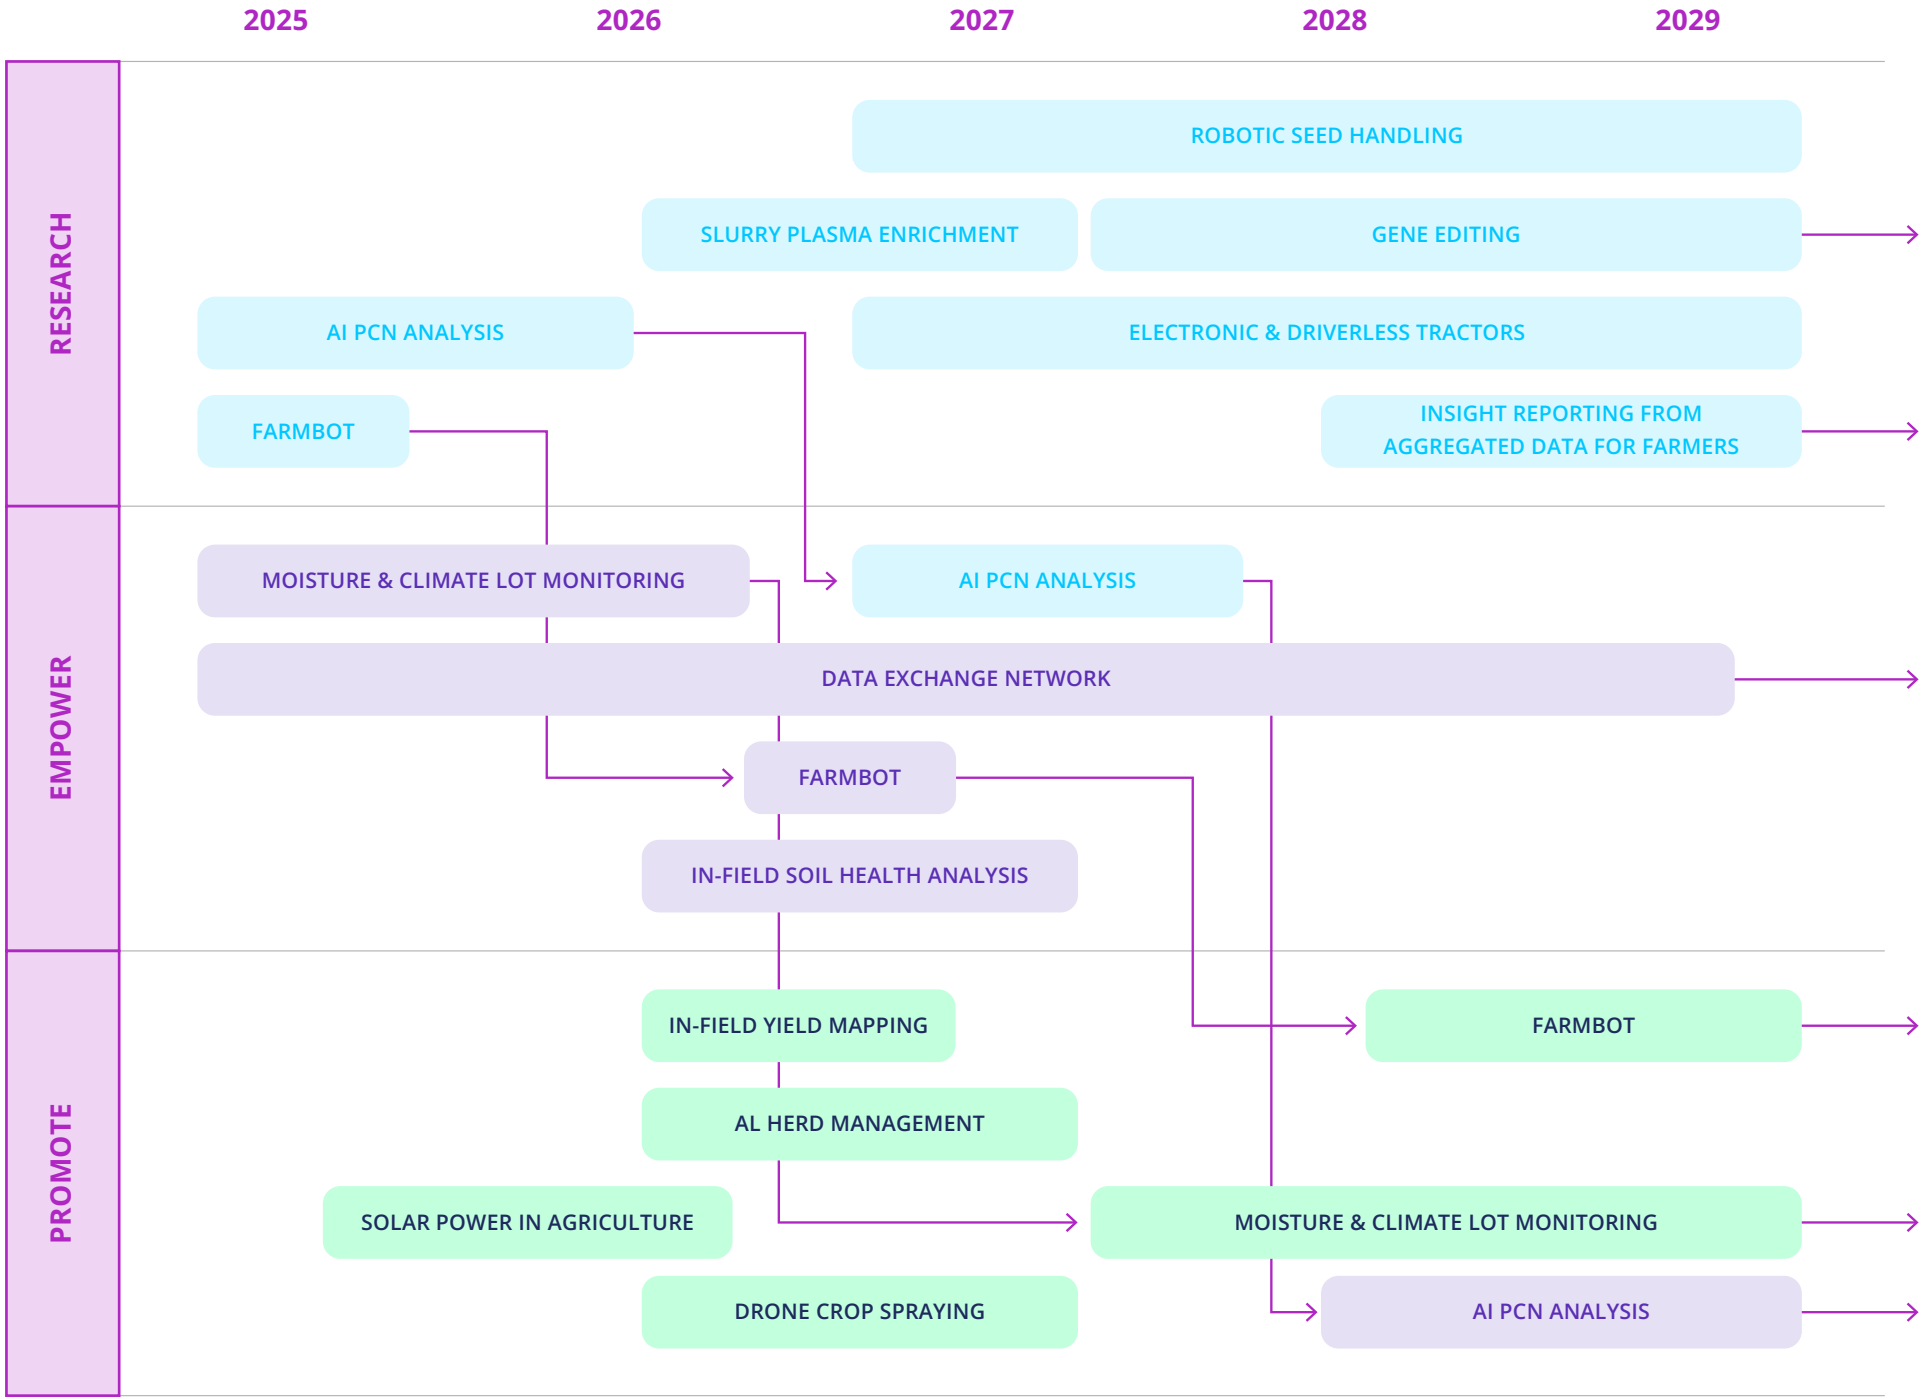 2025 2026 2027 2028 2029
RESEARCH
ROBOTIC SEED HANDLING
SLURRY PLASMA ENRICHMENT
GENE EDITING
AI PCN ANALYSIS
ELECTRONIC & DRIVERLESS TRACTORS
FARMBOT
INSIGHT REPORTING FROM
AGGREGATED DATA FOR FARMERS
EMPOWER
MOISTURE & CLIMATE LOT MONITORING
AI PCN ANALYSIS
DATA EXCHANGE NETWORK
FARMBOT
IN-FIELD SOIL HEALTH ANALYSIS
PROMOTE
IN-FIELD YIELD MAPPING
FARMBOT
AL HERD MANAGEMENT
SOLAR POWER IN AGRICULTURE
MOISTURE & CLIMATE LOT MONITORING
DRONE CROP SPRAYING
AI PCN ANALYSIS